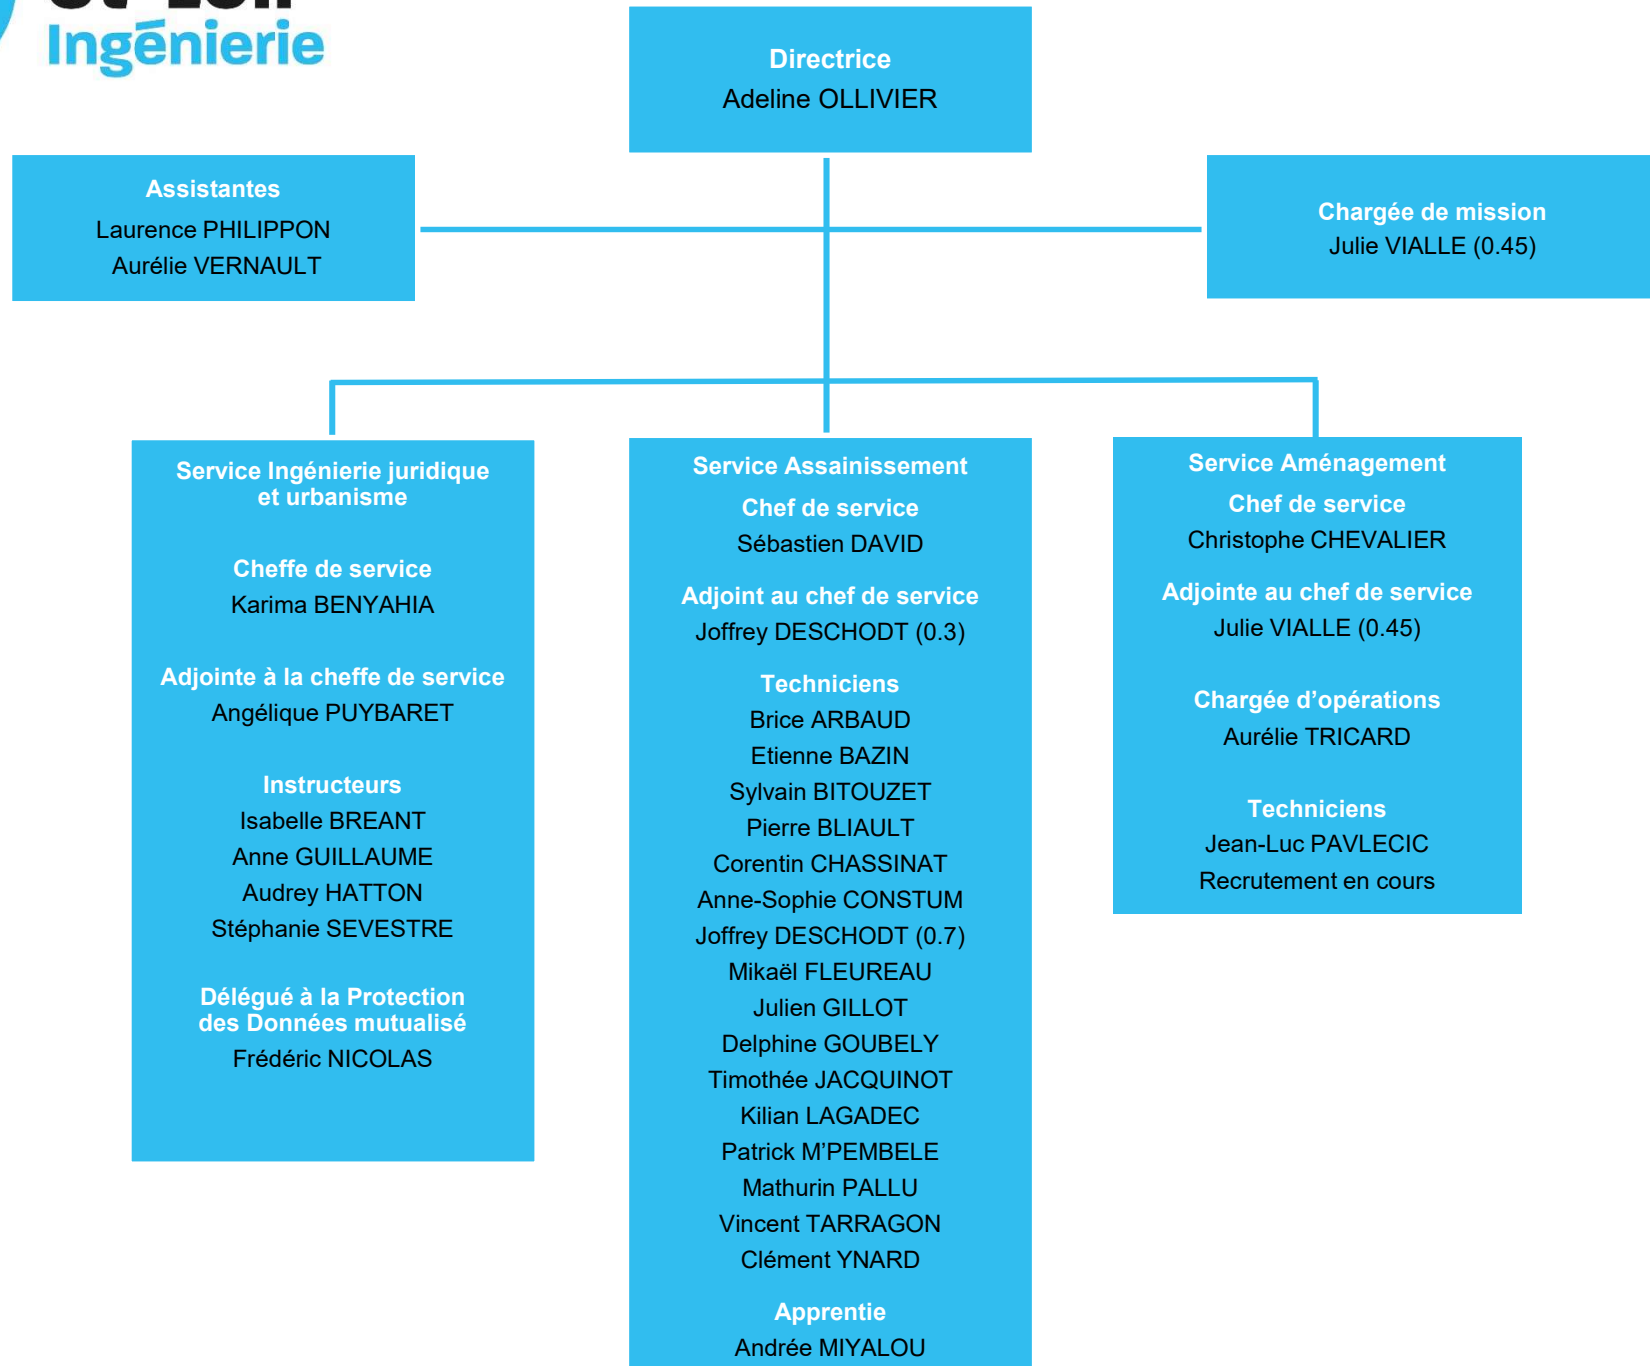 Ingénierie
Directrice
Adeline OLLIVIER
Assistantes
Laurence PHILIPPON
Aurélie VERNAULT
Chargée de mission
Julie VIALLE (0.45)
Service Ingénierie juridique
et urbanisme
Cheffe de service
Karima BENYAHIA
Adjointe à la cheffe de service
Angélique PUYBARET
Instructeurs
Isabelle BREANT
Anne GUILLAUME
Audrey HATTON
Stéphanie SEVESTRE
Délégué à la Protection
des Données mutualisé
Frédéric NICOLAS
Service Assainissement
Chef de service
Sébastien DAVID
Adjoint au chef de service
Joffrey DESCHODT (0.3)
Techniciens
Brice ARBAUD
Etienne BAZIN
Sylvain BITOUZET
Pierre BLIAULT
Corentin CHASSINAT
Anne-Sophie CONSTUM
Joffrey DESCHODT (0.7)
Mikaël FLEUREAU
Julien GILLOT
Delphine GOUBELY
Timothée JACQUINOT
Kilian LAGADEC
Patrick M’PEMBELE
Mathurin PALLU
Vincent TARRAGON
Clément YNARD
Apprentie
Andrée MIYALOU
Service Aménagement
Chef de service
Christophe CHEVALIER
Adjointe au chef de service
Julie VIALLE (0.45)
Chargée d’opérations
Aurélie TRICARD
Techniciens
Jean-Luc PAVLECIC
Recrutement en cours